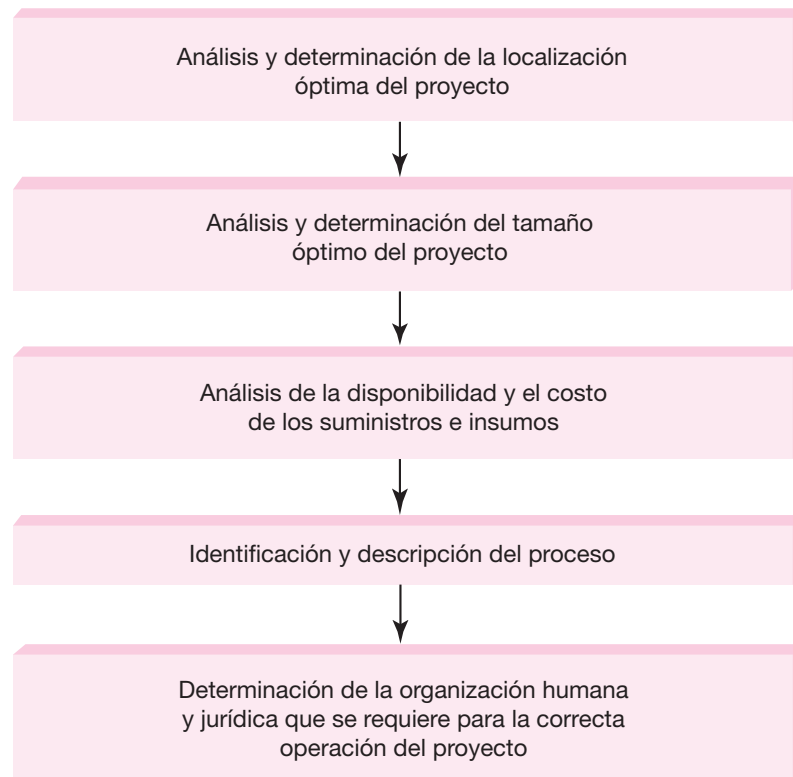 Análisis y determinación de la localización
óptima del proyecto
Análisis y determinación del tamaño
óptimo del proyecto
Análisis de la disponibilidad y el costo
de los suministros e insumos
Identificación y descripción del proceso
Determinación de la organización humana
y jurídica que se requiere para la correcta
operación del proyecto